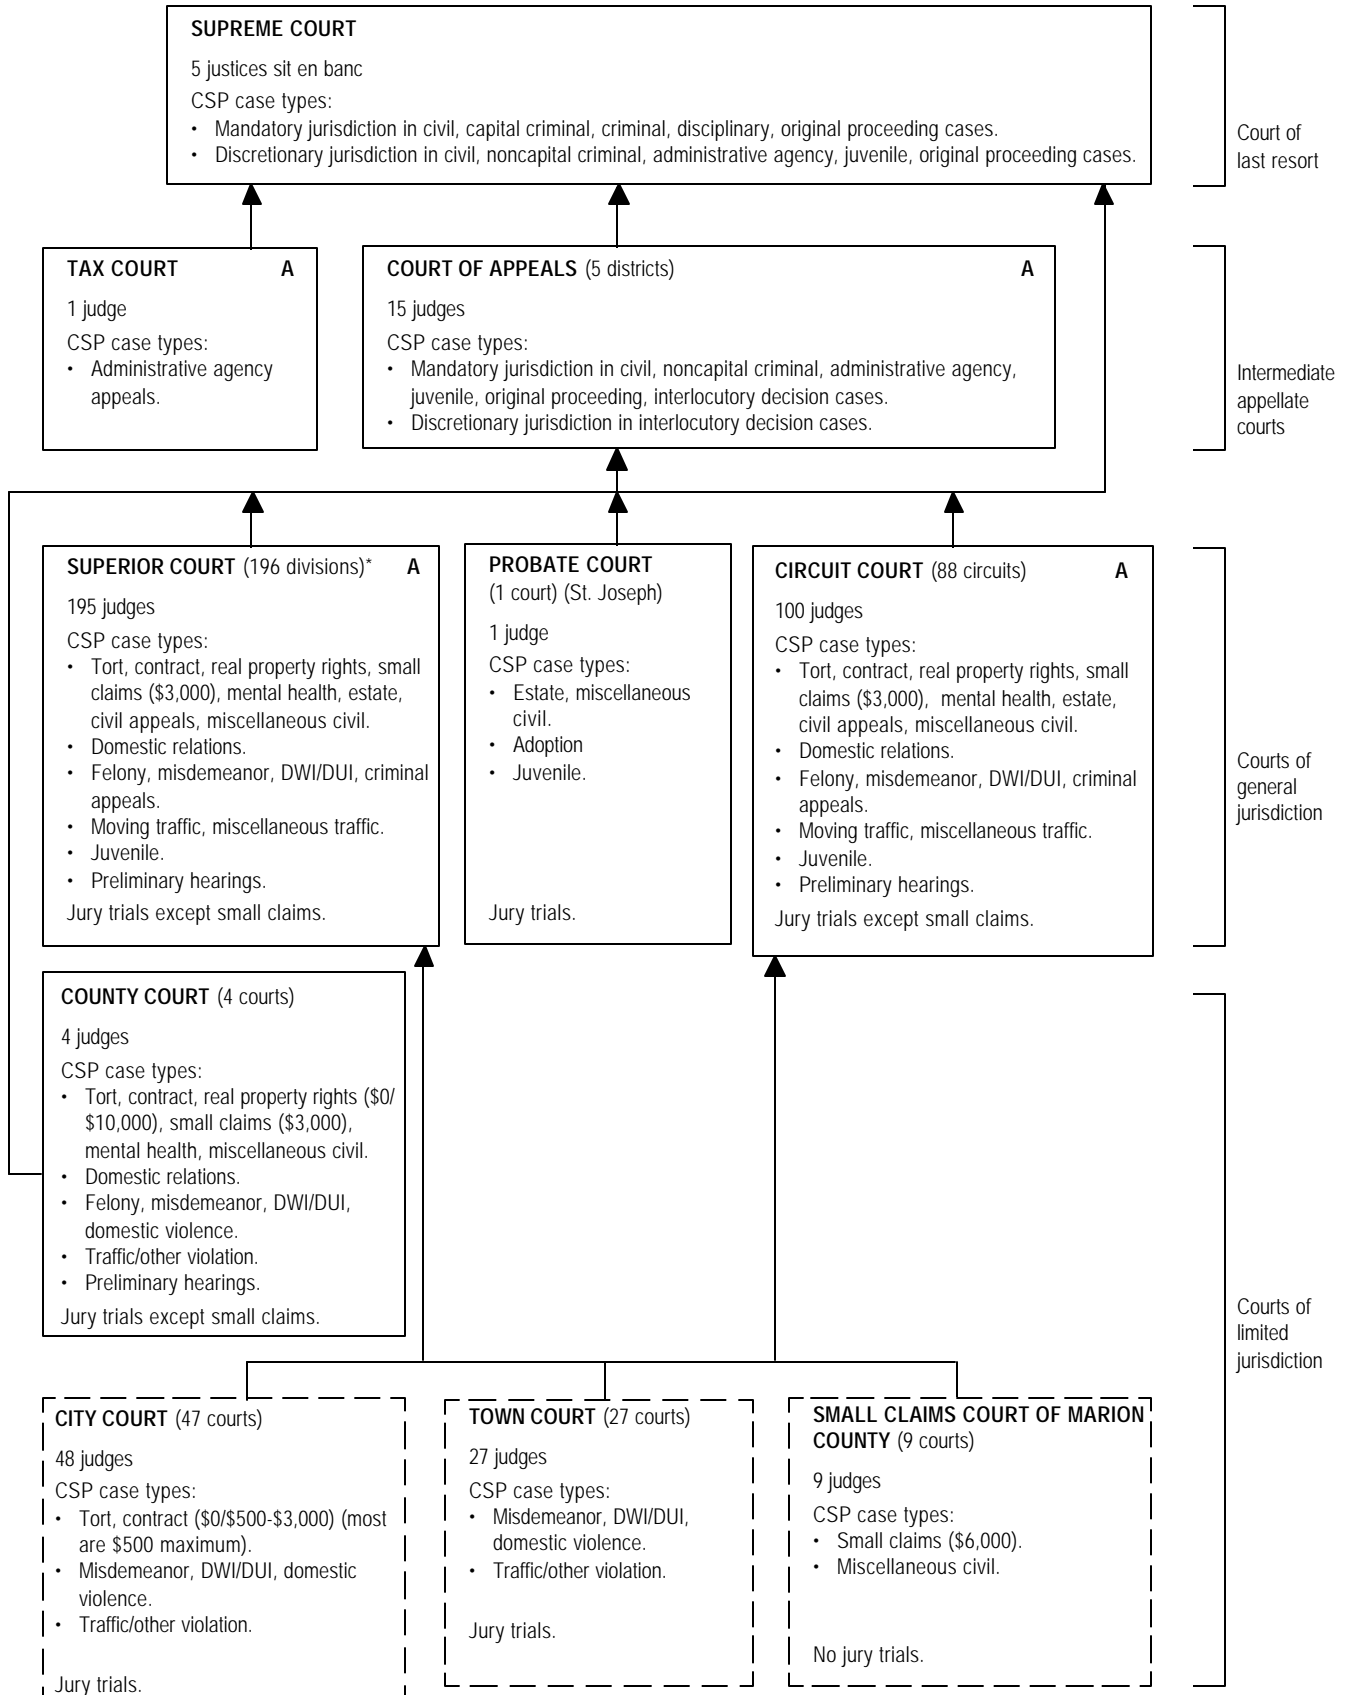 SUPREME COURT
5 justices sit en banc
CSP case types:
• Mandatory jurisdiction in civil, capital criminal, criminal, disciplinary, original proceeding cases.
• Discretionary jurisdiction in civil, noncapital criminal, administrative agency, juvenile, original proceeding cases.
Court of
last resort
TAX COURT A
1 judge
CSP case types:
• Administrative agency
appeals.
COURT OF APPEALS (5 districts) A
15 judges
CSP case types:
• Mandatory jurisdiction in civil, noncapital criminal, administrative agency,
juvenile, original proceeding, interlocutory decision cases.
• Discretionary jurisdiction in interlocutory decision cases.
Intermediate
appellate
courts
SUPERIOR COURT (196 divisions)* A
195 judges
CSP case types:
• Tort, contract, real property rights, small
claims ($3,000), mental health, estate,
civil appeals, miscellaneous civil.
• Domestic relations.
• Felony, misdemeanor, DWI/DUI, criminal
appeals.
• Moving traffic, miscellaneous traffic.
• Juvenile.
• Preliminary hearings.
Jury trials except small claims.
PROBATE COURT
(1 court) (St. Joseph)
1 judge
CSP case types:
• Estate, miscellaneous
civil.
• Adoption
• Juvenile.
Jury trials.
CIRCUIT COURT (88 circuits) A
100 judges
CSP case types:
• Tort, contract, real property rights, small
claims ($3,000), mental health, estate,
civil appeals, miscellaneous civil.
• Domestic relations.
• Felony, misdemeanor, DWI/DUI, criminal
appeals.
• Moving traffic, miscellaneous traffic.
• Juvenile.
• Preliminary hearings.
Jury trials except small claims.
Courts of
general
jurisdiction
COUNTY COURT (4 courts)
4 judges
CSP case types:
• Tort, contract, real property rights ($0/
$10,000), small claims ($3,000),
mental health, miscellaneous civil.
• Domestic relations.
• Felony, misdemeanor, DWI/DUI,
domestic violence.
• Traffic/other violation.
• Preliminary hearings.
Jury trials except small claims.
Courts of
limited
jurisdiction
CITY COURT (47 courts)
48 judges
CSP case types:
• Tort, contract ($0/$500-$3,000) (most
are $500 maximum).
• Misdemeanor, DWI/DUI, domestic
violence.
• Traffic/other violation.
Jury trials.
TOWN COURT (27 courts)
27 judges
CSP case types:
• Misdemeanor, DWI/DUI,
domestic violence.
• Traffic/other violation.
Jury trials.
SMALL CLAIMS COURT OF MARION
COUNTY (9 courts)
9 judges
CSP case types:
• Small claims ($6,000).
• Miscellaneous civil.
No jury trials.